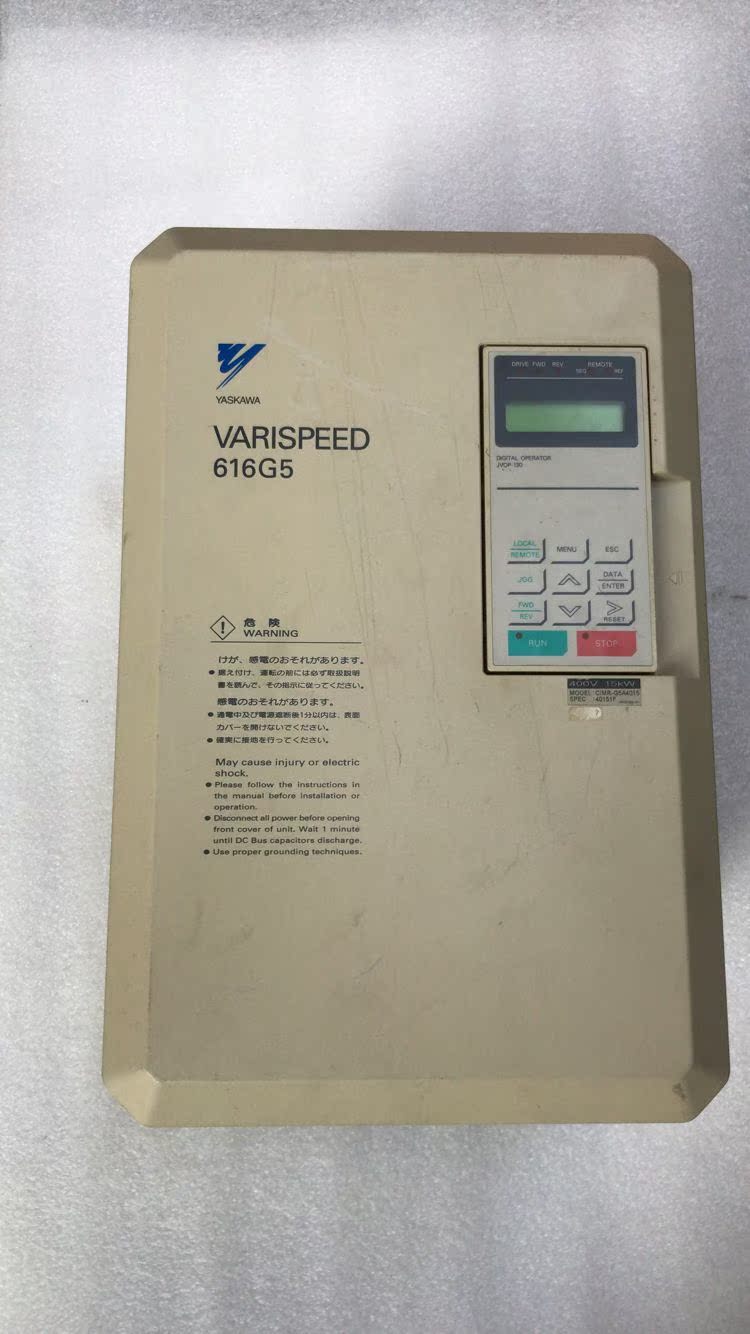 YASKAWA
VARISPEED
616G5
DRIVE FWD REV REMOTE
SEQ REF
DIGITAL OPERATOR
JVOP-130
LOCAL
REMOTE
MENU
ESC
JOG
DATA
ENTER
FWD
REV
RESET
RUN
STOP
400V 15kW
MODEL : CIMR-G5A4015
SPEC : 40151F
危険
WARNING
けが、感電のおそれがあります。
● 据え付け、運転の前には必ず取扱説明
書を読んで、その指示に従ってください。
感電のおそれがあります。
● 通電中及び電源遮断後1分以内は、表面
カバーを開けないでください。
● 確実に接地を行ってください。
May cause injury or electric
shock.
● Please follow the instructions in
the manual before installation or
operation.
● Disconnect all power before opening
front cover of unit. Wait 1 minute
until DC Bus capacitors discharge.
● Use proper grounding techniques.